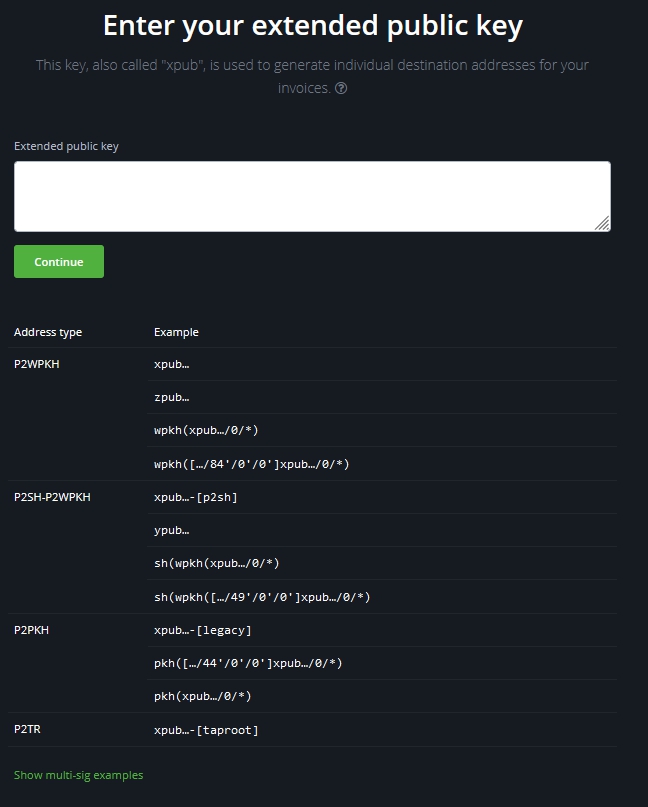 Enter your extended public key
This key, also called "xpub", is used to generate individual destination addresses for your
invoices.
Extended public key
Continue
Address type Example
P2WPKH xpub…
zpub…
wpkh(xpub…/0/*)
wpkh([…/84'/0'/0']xpub…/0/*)
P2SH-P2WPKH xpub…-[p2sh]
ypub…
sh(wpkh(xpub…/0/*)
sh(wpkh([…/49'/0'/0']xpub…/0/*)
P2PKH xpub…-[legacy]
pkh([…/44'/0'/0']xpub…/0/*)
pkh(xpub…/0/*)
P2TR xpub…-[taproot]
Show multi-sig examples